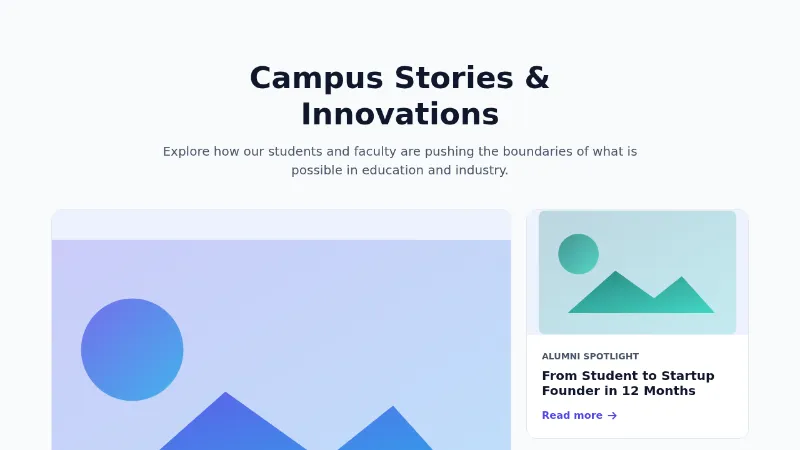 Campus Stories &
Innovations
Explore how our students and faculty are pushing the boundaries of what is
possible in education and industry.
ALUMNI SPOTLIGHT
From Student to Startup
Founder in 12 Months
Read more →